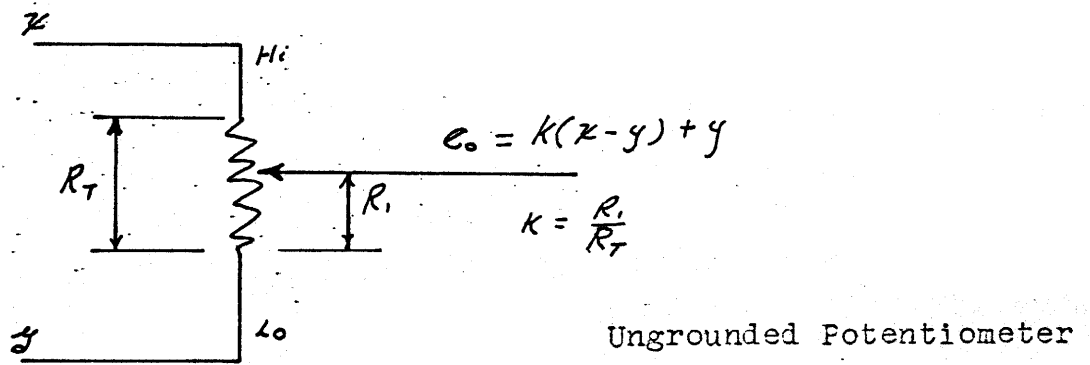 x
Hi
e₀ = K(x-y) + y
R_T
R₁
K = R₁/R_T
Lo
y
Ungrounded Potentiometer